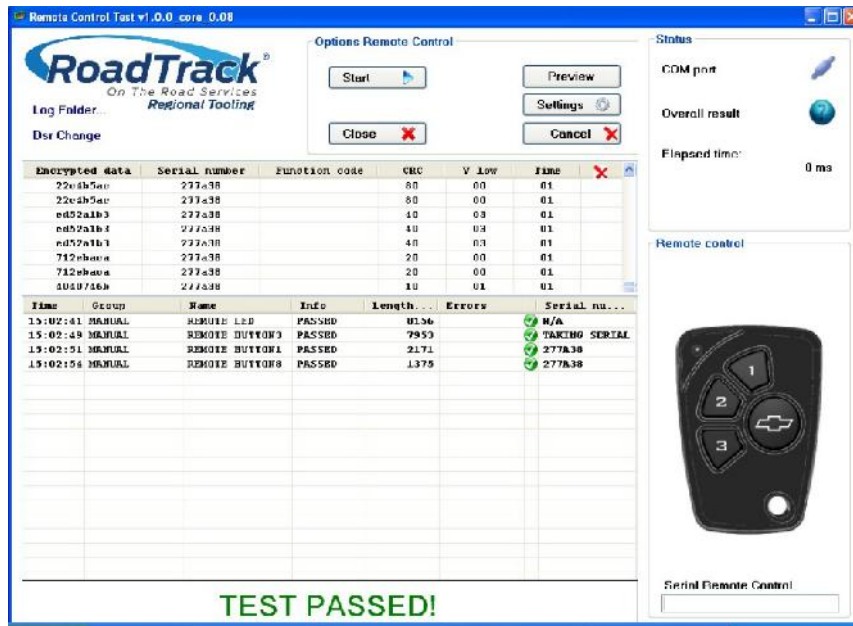 Remote Control Test v1.0.0 core 0.08
RoadTrack®
On The Road Services
Regional Tooling
Log Folder...
Dsr Change
Options Remote Control
Start
Preview
Settings
Close
Cancel
Status
COM port
Overall result
Elapsed time:
0 ms
Encrypted data Serial number Function code CRC V low Time
22c4b5ac 277a38 80 00 01
22c4b5ac 277a38 80 00 01
ed52a1b3 277a38 40 03 01
ed52a1b3 277a38 40 03 01
ed52a1b3 277a38 40 03 01
712ebaca 277a38 20 00 01
712ebaca 277a38 20 00 01
277a38 10 01 01
Time Group Name Info Length... Errors Serial nu...
15:02:41 MANUAL REMOTE LED PASSED N/A
15:02:49 MANUAL REMOTE PASSED 7953 TAKING SERIAL
15:02:51 MANUAL REMOTE PASSED 2171 277A38
15:02:54 MANUAL REMOTE PASSED 1375 277A38
TEST PASSED!
Remote control
1
2
3
Serial Remote Control